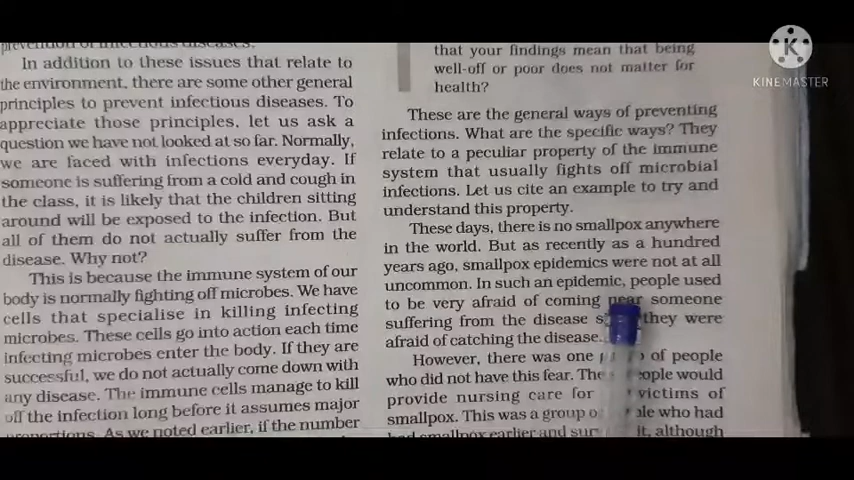 prevention of infectious diseases.
In addition to these issues that relate to
the environment, there are some other general
principles to prevent infectious diseases. To
appreciate those principles, let us ask a
question we have not looked at so far. Normally,
we are faced with infections everyday. If
someone is suffering from a cold and cough in
the class, it is likely that the children sitting
around will be exposed to the infection. But
all of them do not actually suffer from the
disease. Why not?
This is because the immune system of our
body is normally fighting off microbes. We have
cells that specialise in killing infecting
microbes. These cells go into action each time
infecting microbes enter the body. If they are
successful, we do not actually come down with
any disease. The immune cells manage to kill
off the infection long before it assumes major
proportions. As we noted earlier, if the number
that your findings mean that being
well-off or poor does not matter for
health?
These are the general ways of preventing
infections. What are the specific ways? They
relate to a peculiar property of the immune
system that usually fights off microbial
infections. Let us cite an example to try and
understand this property.
These days, there is no smallpox anywhere
in the world. But as recently as a hundred
years ago, smallpox epidemics were not at all
uncommon. In such an epidemic, people used
to be very afraid of coming near someone
suffering from the disease they were
afraid of catching the disease.
However, there was one of people
who did not have this fear. people would
provide nursing care for victims of
smallpox. This was a group who had
had smallpox earlier and it, although
KINEMASTER